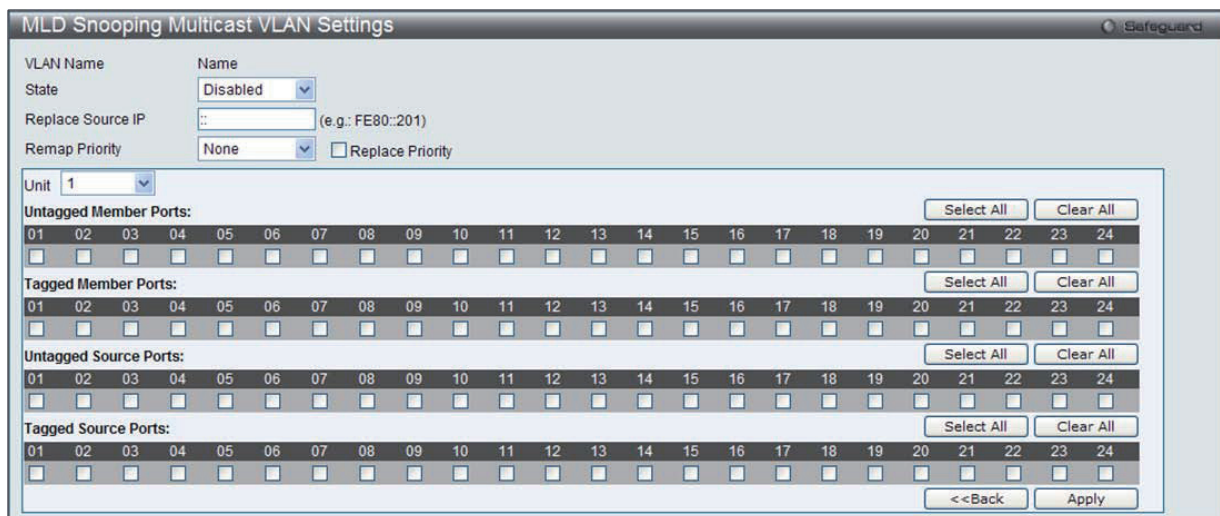 MLD Snooping Multicast VLAN Settings Safeguard
VLAN Name Name
State Disabled
Replace Source IP :: (e.g.: FE80::201)
Remap Priority None Replace Priority
Unit 1
Untagged Member Ports: Select All Clear All
01 02 03 04 05 06 07 08 09 10 11 12 13 14 15 16 17 18 19 20 21 22 23 24
Tagged Member Ports: Select All Clear All
01 02 03 04 05 06 07 08 09 10 11 12 13 14 15 16 17 18 19 20 21 22 23 24
Untagged Source Ports: Select All Clear All
01 02 03 04 05 06 07 08 09 10 11 12 13 14 15 16 17 18 19 20 21 22 23 24
Tagged Source Ports: Select All Clear All
01 02 03 04 05 06 07 08 09 10 11 12 13 14 15 16 17 18 19 20 21 22 23 24
<<Back Apply